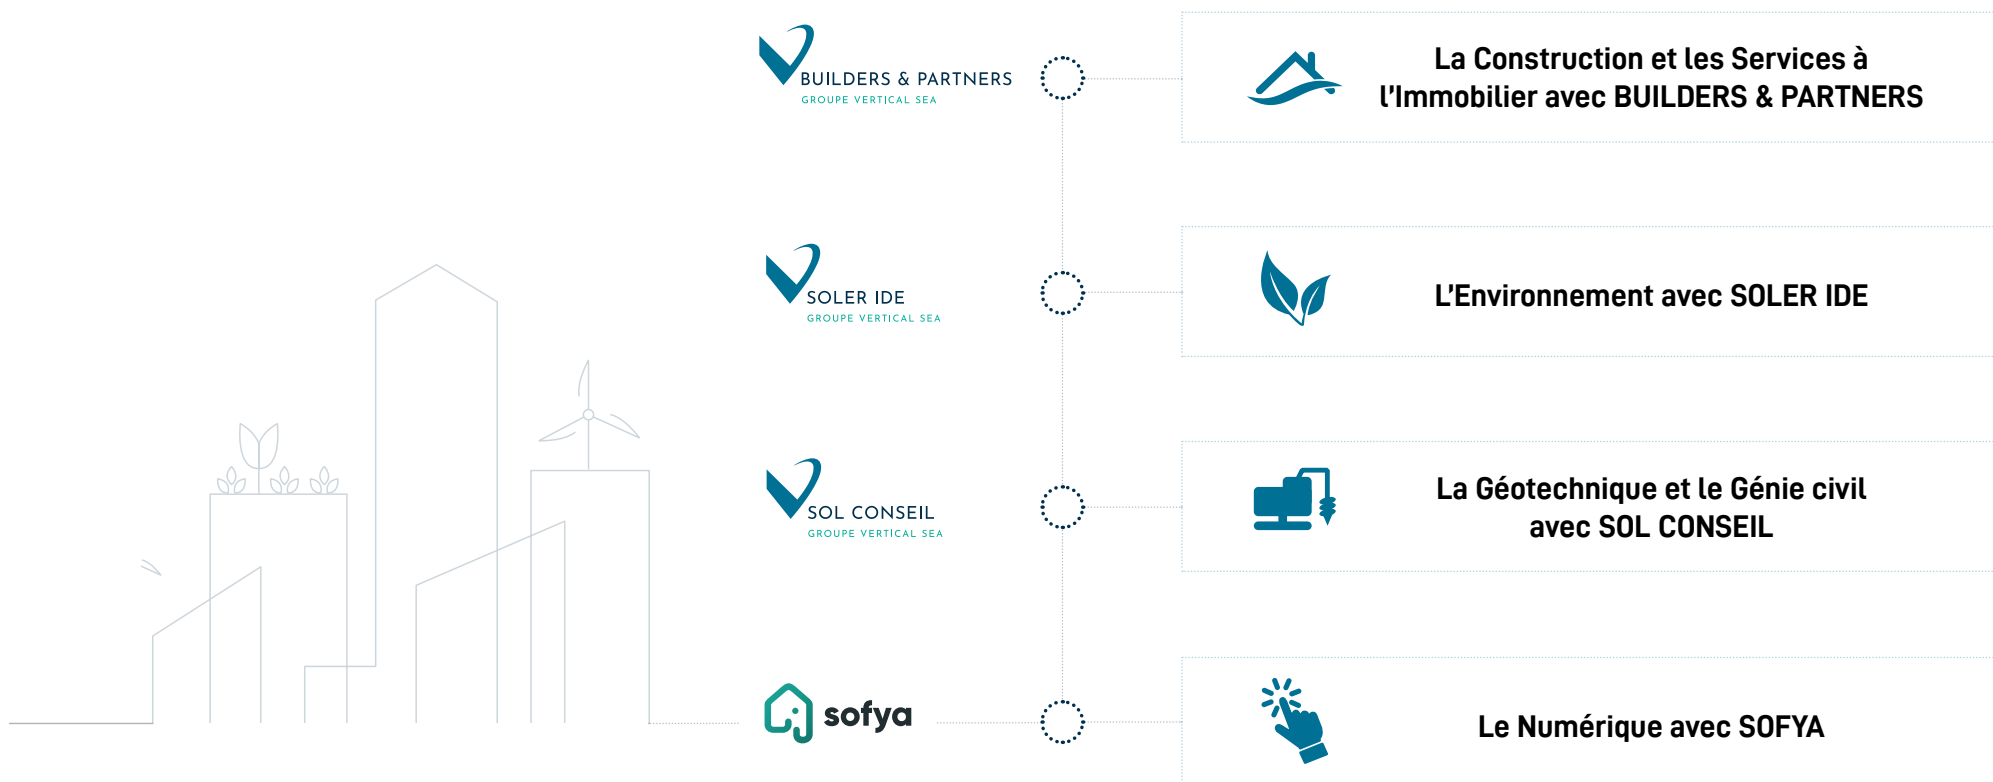 BUILDERS & PARTNERS
GROUPE VERTICAL SEA
La Construction et les Services à
l'Immobilier avec BUILDERS & PARTNERS
SOLER IDE
GROUPE VERTICAL SEA
L'Environnement avec SOLER IDE
SOL CONSEIL
GROUPE VERTICAL SEA
La Géotechnique et le Génie civil
avec SOL CONSEIL
sofya
Le Numérique avec SOFYA